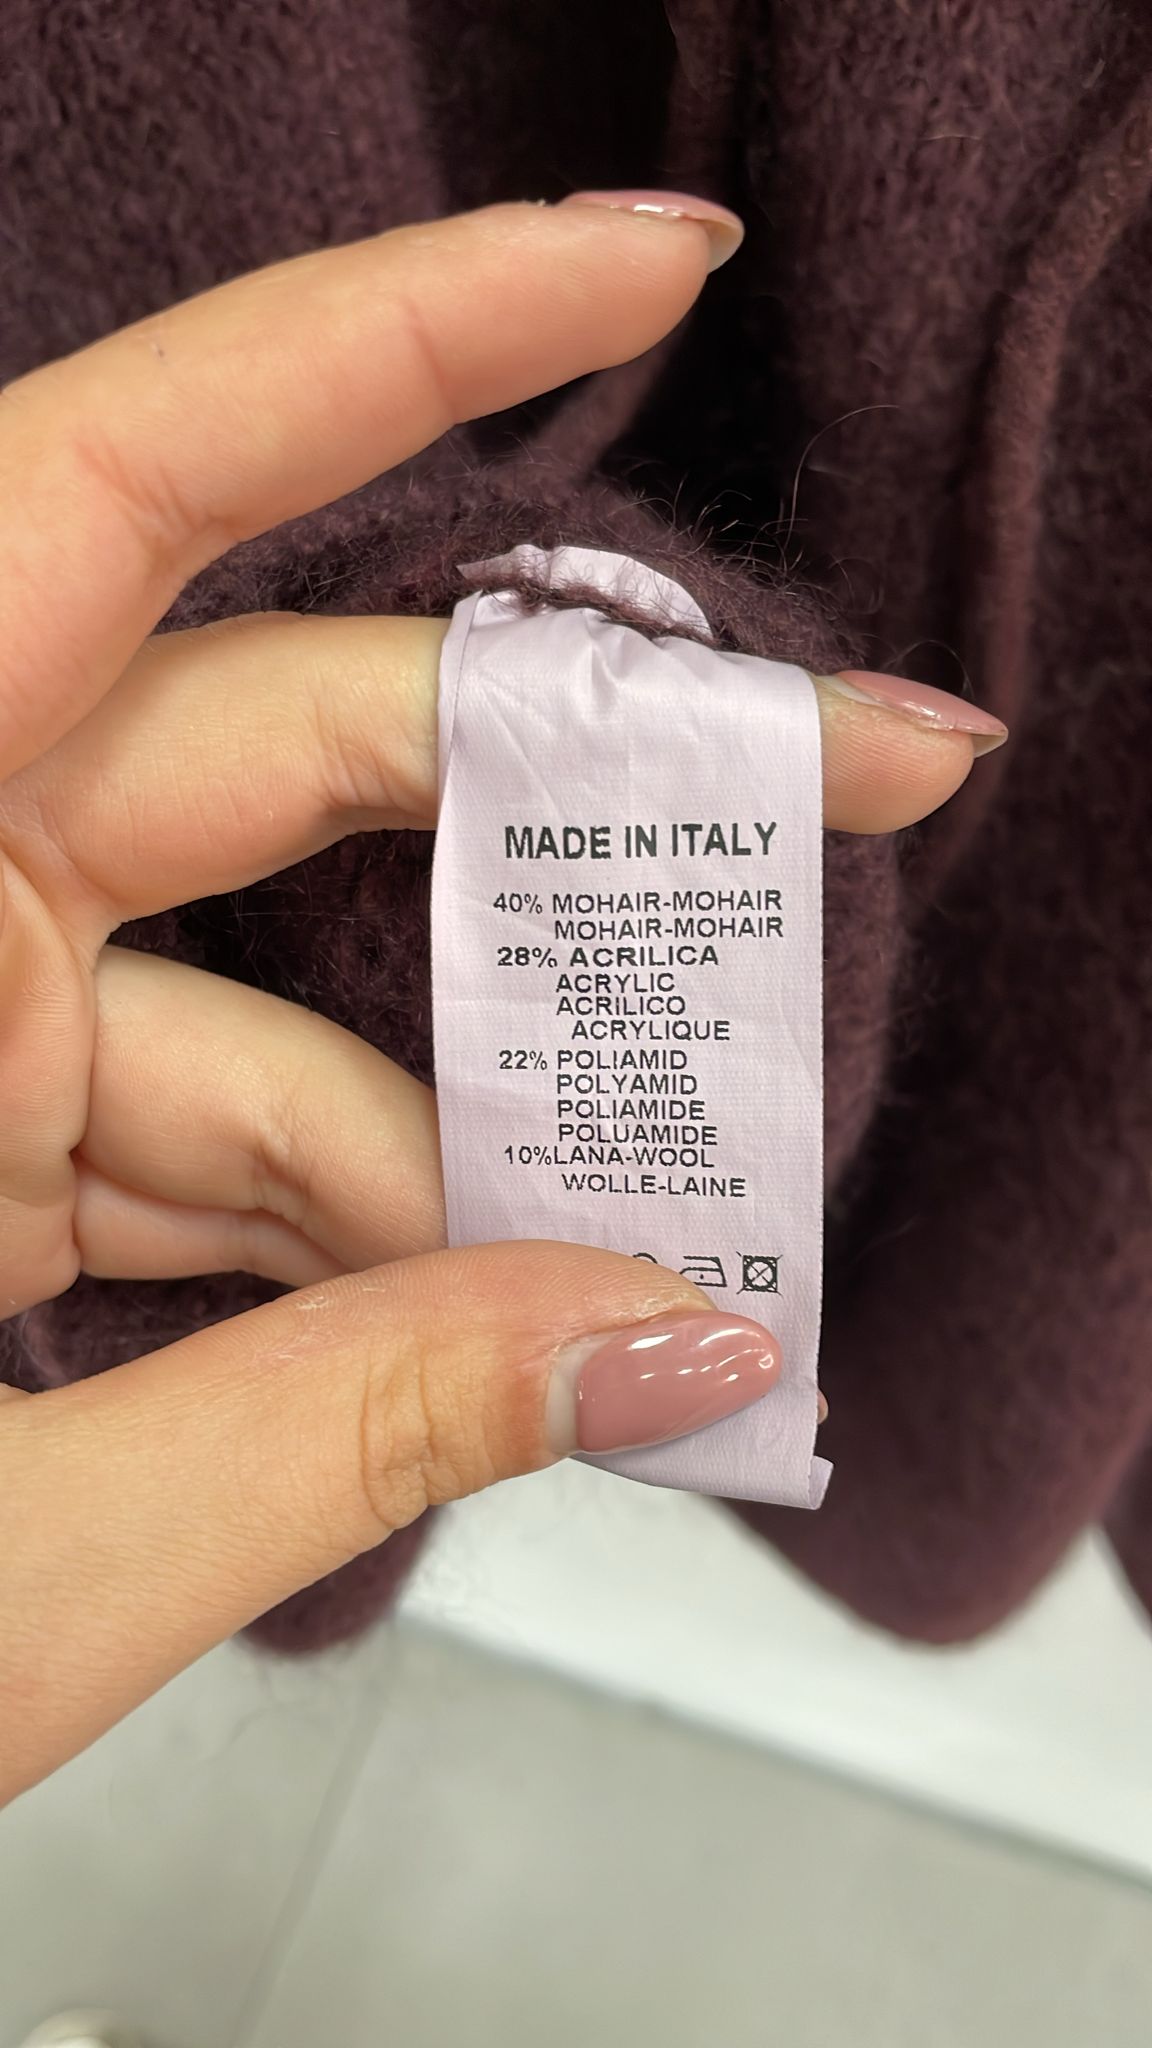 MADE IN ITALY
40% MOHAIR-MOHAIR
MOHAIR-MOHAIR
28% ACRILICA
ACRYLIC
ACRILICO
ACRYLIQUE
22% POLIAMID
POLYAMID
POLIAMIDE
POLUAMIDE
10%LANA-WOOL
WOLLE-LAINE